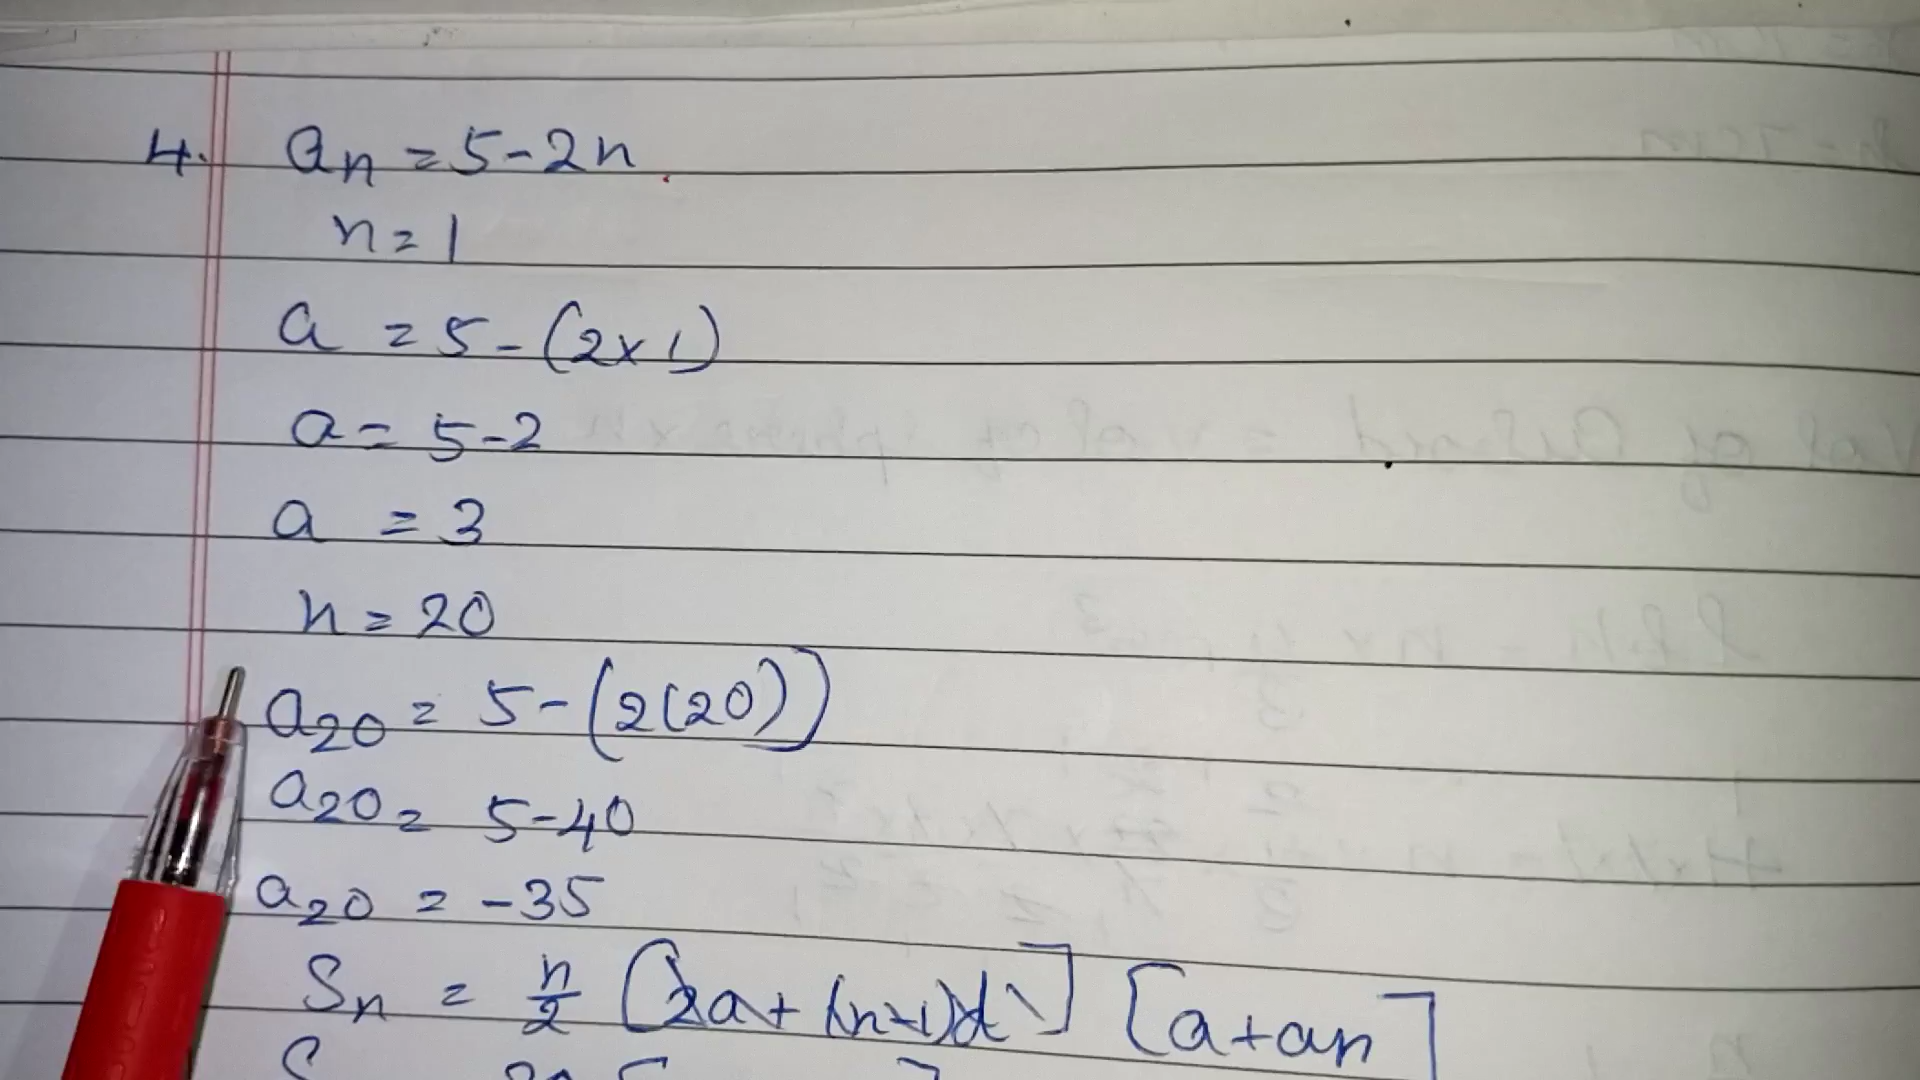 4. an = 5-2n
n=1
a = 5-(2×1)
a = 5-2
a = 3
n = 20
a20 = 5-(2(20))
a20 = 5-40
a20 = -35
Sn = n/2 [2a+(n-1)d] [a+an]